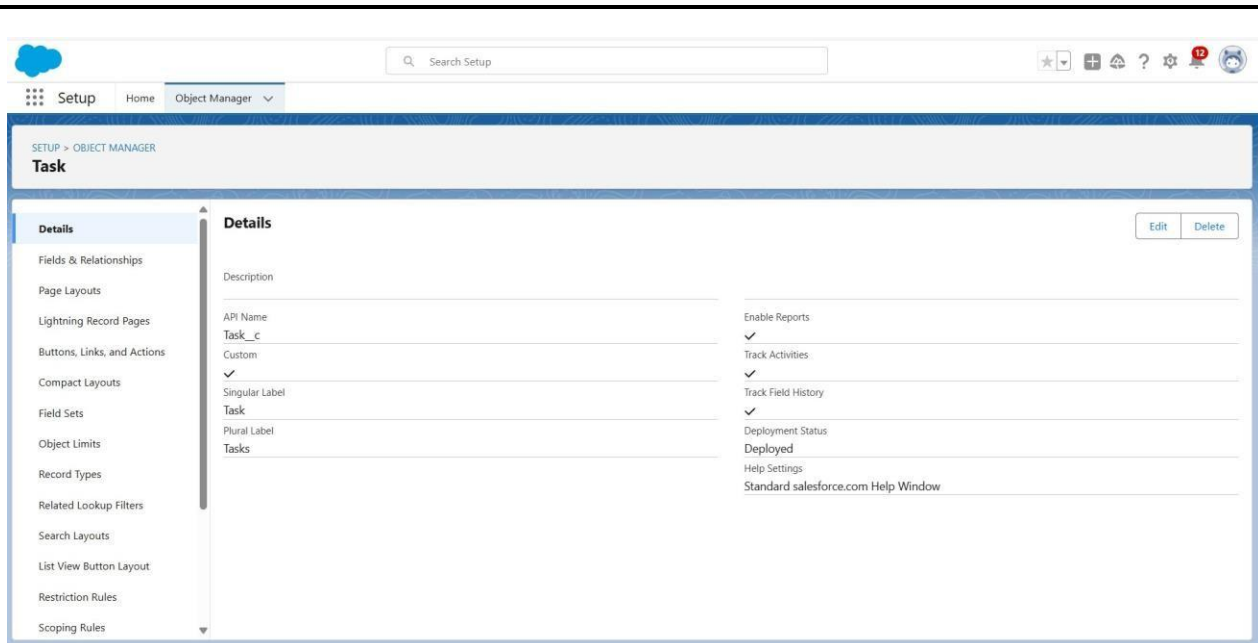 Search Setup
12
Setup
Home
Object Manager
SETUP > OBJECT MANAGER
Task
Details
Fields & Relationships
Page Layouts
Lightning Record Pages
Buttons, Links, and Actions
Compact Layouts
Field Sets
Object Limits
Record Types
Related Lookup Filters
Search Layouts
List View Button Layout
Restriction Rules
Scoping Rules
Details
Edit
Delete
Description
API Name
Task__c
Custom
Singular Label
Task
Plural Label
Tasks
Enable Reports
Track Activities
Track Field History
Deployment Status
Deployed
Help Settings
Standard salesforce.com Help Window